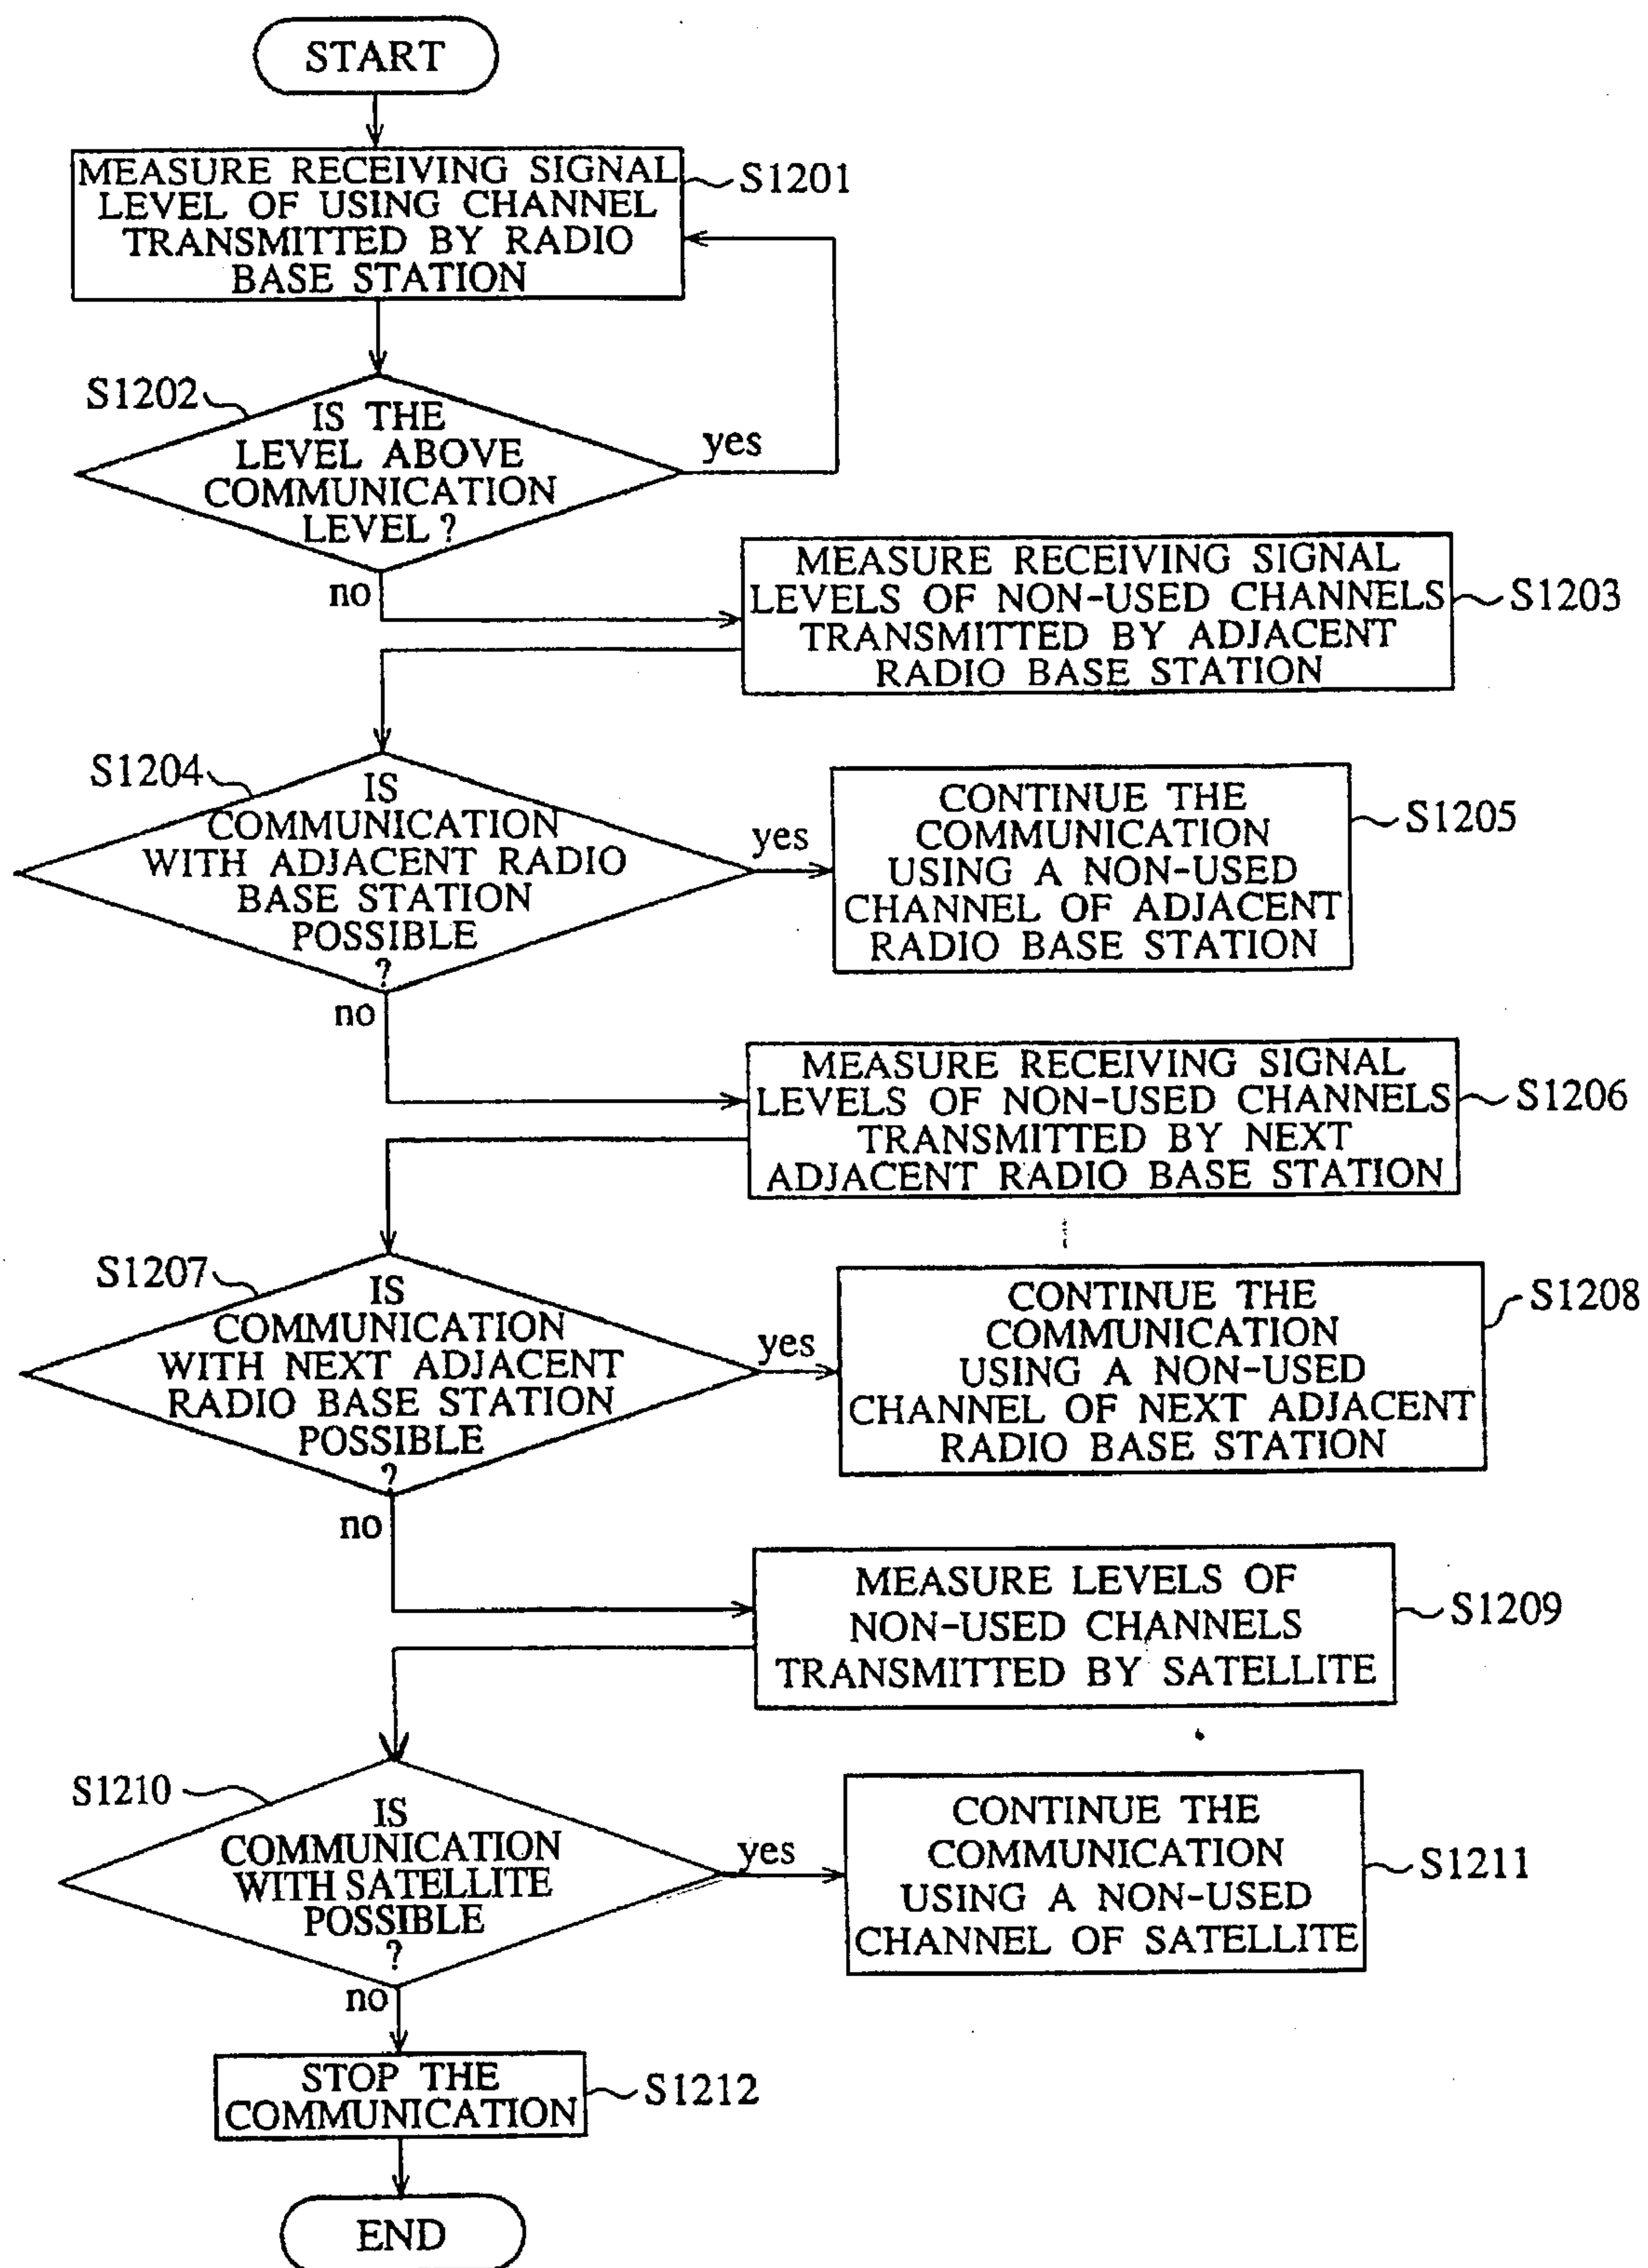 START
MEASURE RECEIVING SIGNAL
LEVEL OF USING CHANNEL
TRANSMITTED BY RADIO
BASE STATION
S1201
S1202
IS THE
LEVEL ABOVE
COMMUNICATION
LEVEL?
yes
no
MEASURE RECEIVING SIGNAL
LEVELS OF NON-USED CHANNELS
TRANSMITTED BY ADJACENT
RADIO BASE STATION
S1203
S1204
IS
COMMUNICATION
WITH ADJACENT RADIO
BASE STATION
POSSIBLE
?
yes
no
CONTINUE THE
COMMUNICATION
USING A NON-USED
CHANNEL OF ADJACENT
RADIO BASE STATION
S1205
MEASURE RECEIVING SIGNAL
LEVELS OF NON-USED CHANNELS
TRANSMITTED BY NEXT
ADJACENT RADIO BASE STATION
S1206
S1207
IS
COMMUNICATION
WITH NEXT ADJACENT
RADIO BASE STATION
POSSIBLE
?
yes
no
CONTINUE THE
COMMUNICATION
USING A NON-USED
CHANNEL OF NEXT ADJACENT
RADIO BASE STATION
S1208
MEASURE LEVELS OF
NON-USED CHANNELS
TRANSMITTED BY SATELLITE
S1209
S1210
IS
COMMUNICATION
WITH SATELLITE
POSSIBLE
?
yes
no
CONTINUE THE
COMMUNICATION
USING A NON-USED
CHANNEL OF SATELLITE
S1211
STOP THE
COMMUNICATION
S1212
END